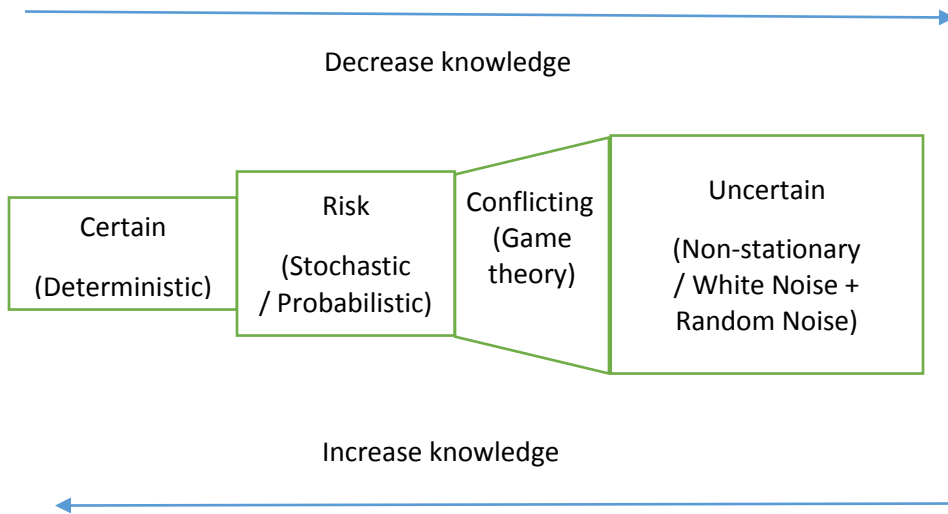 Decrease knowledge
Certain
(Deterministic)
Risk
(Stochastic
/ Probabilistic)
Conflicting
(Game
theory)
Uncertain
(Non-stationary
/ White Noise +
Random Noise)
Increase knowledge